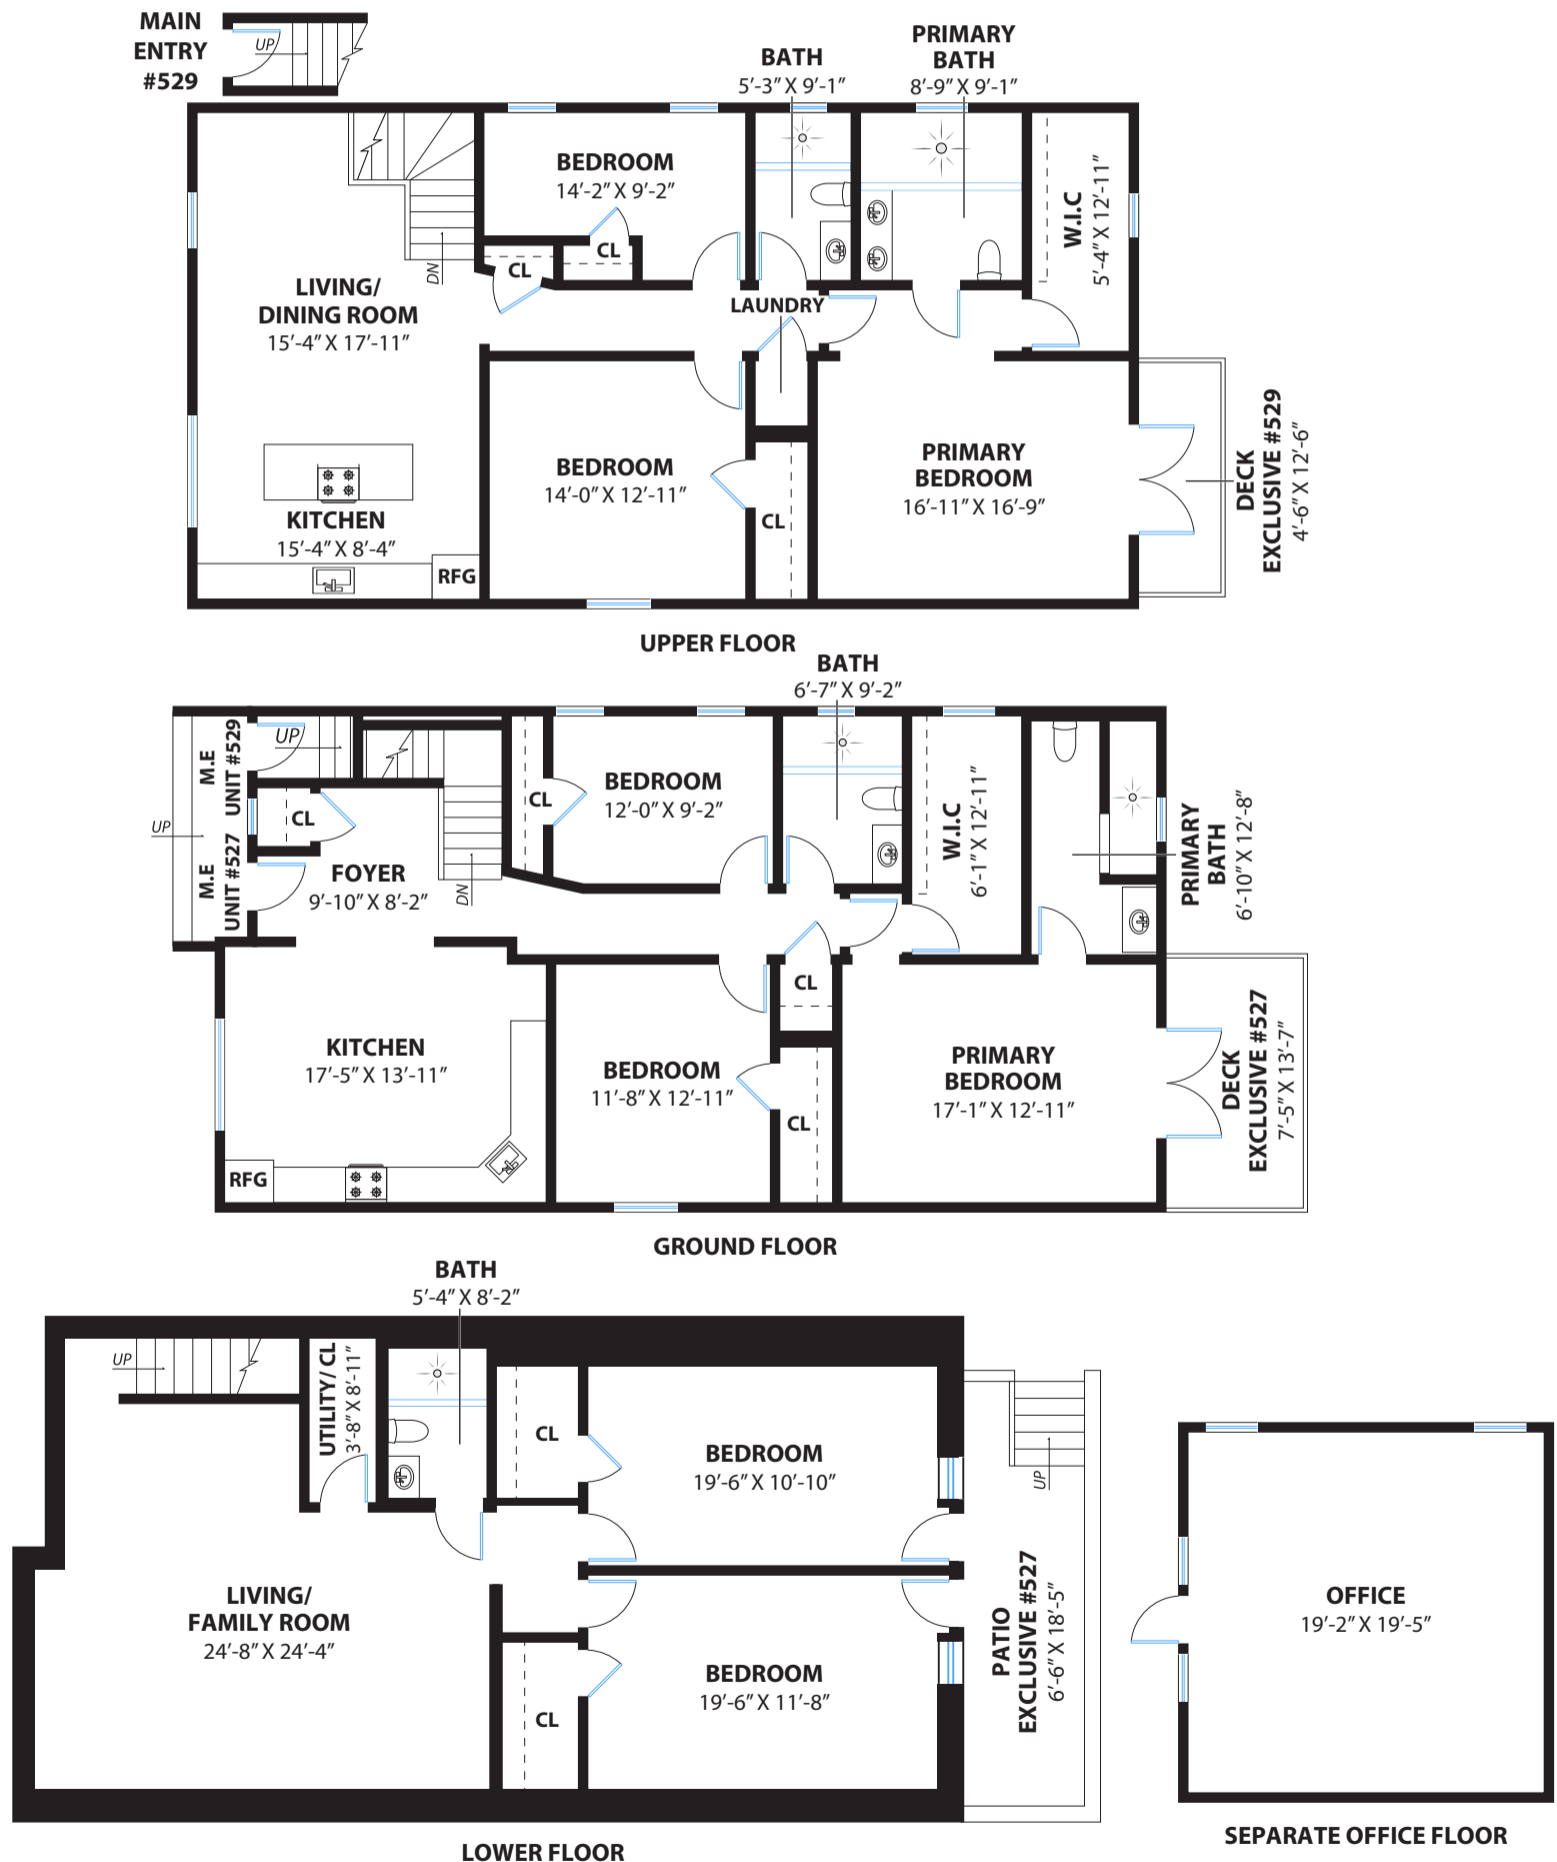 MAIN
ENTRY
#529
UP
BATH
5'-3” X 9'-1”
PRIMARY
BATH
8'-9” X 9'-1”
BEDROOM
14'-2” X 9'-2”
CL
CL
DN
LIVING/
DINING ROOM
15'-4” X 17'-11”
LAUNDRY
W.I.C
5'-4” X 12'-11”
KITCHEN
15'-4” X 8'-4”
RFG
BEDROOM
14'-0” X 12'-11”
CL
PRIMARY
BEDROOM
16'-11” X 16'-9”
DECK
EXCLUSIVE #529
4'-6” X 12'-6”
UPPER FLOOR
BATH
6'-7” X 9'-2”
M.E
UNIT #529
UP
UP
M.E
UNIT #527
CL
FOYER
9'-10” X 8'-2”
DN
CL
BEDROOM
12'-0” X 9'-2”
W.I.C
6'-1” X 12'-11”
PRIMARY
BATH
6'-10” X 12'-8”
KITCHEN
17'-5” X 13'-11”
RFG
BEDROOM
11'-8” X 12'-11”
CL
CL
PRIMARY
BEDROOM
17'-1” X 12'-11”
DECK
EXCLUSIVE #527
7'-5” X 13'-7”
GROUND FLOOR
BATH
5'-4” X 8'-2”
UP
UTILITY/ CL
3'-8” X 8'-11”
CL
BEDROOM
19'-6” X 10'-10”
UP
LIVING/
FAMILY ROOM
24'-8” X 24'-4”
CL
BEDROOM
19'-6” X 11'-8”
PATIO
EXCLUSIVE #527
6'-6” X 18'-5”
LOWER FLOOR
OFFICE
19'-2” X 19'-5”
SEPARATE OFFICE FLOOR